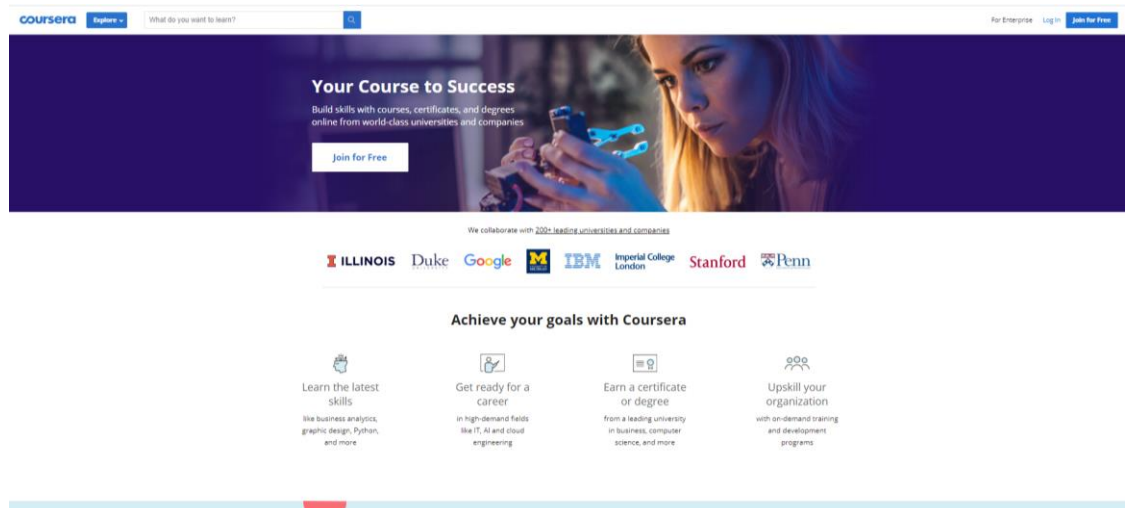 coursera Explore What do you want to learn? For Enterprise Log In Join for Free
Your Course to Success
Build skills with courses, certificates, and degrees
online from world-class universities and companies
Join for Free
We collaborate with 200+ leading universities and companies
I ILLINOIS Duke Google M IBM Imperial College London Stanford Penn
Achieve your goals with Coursera
Learn the latest
skills
like business analytics,
graphic design, Python,
and more
Get ready for a
career
in high-demand fields
like IT, AI and cloud
engineering
Earn a certificate
or degree
from a leading university
in business, computer
science, and more
Upskill your
organization
with on-demand training
and development
programs